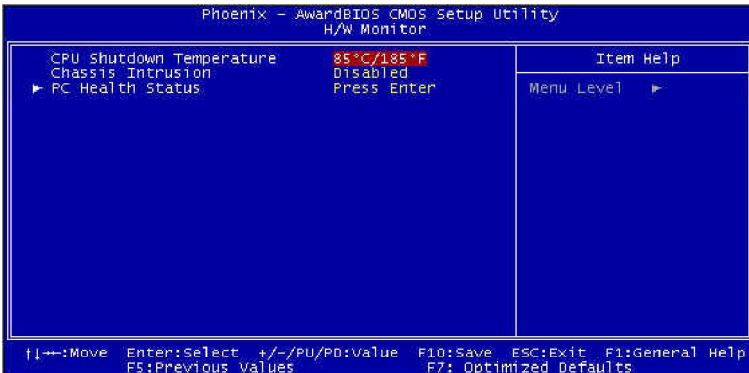 Phoenix - AwardBIOS CMOS Setup Utility
H/W Monitor
CPU Shutdown Temperature 85°C/185°F
Chassis Intrusion Disabled
► PC Health Status Press Enter
Item Help
Menu Level ►
↑↓→←:Move Enter:Select +/-/PU/PD:Value F10:Save ESC:Exit F1:General Help
F5:Previous Values F7: Optimized Defaults